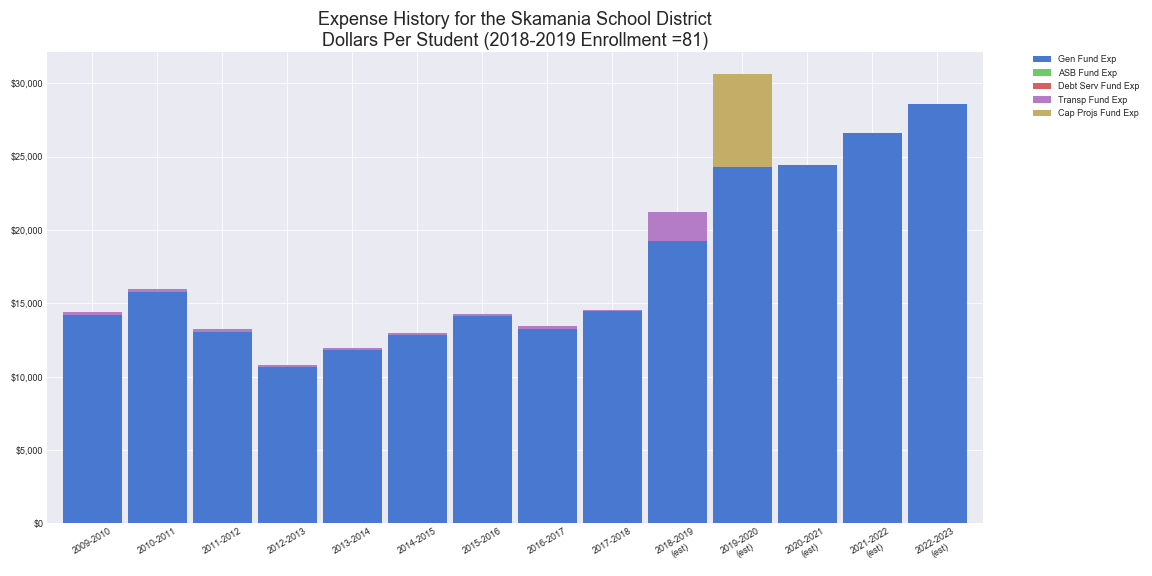 Expense History for the Skamania School District
Dollars Per Student (2018-2019 Enrollment =81)
Gen Fund Exp
ASB Fund Exp
Debt Serv Fund Exp
Transp Fund Exp
Cap Projs Fund Exp
$30,000
$25,000
$20,000
$15,000
$10,000
$5,000
$0
2009-2010
2010-2011
2011-2012
2012-2013
2013-2014
2014-2015
2015-2016
2016-2017
2017-2018
2018-2019
(est)
2019-2020
(est)
2020-2021
(est)
2021-2022
(est)
2022-2023
(est)